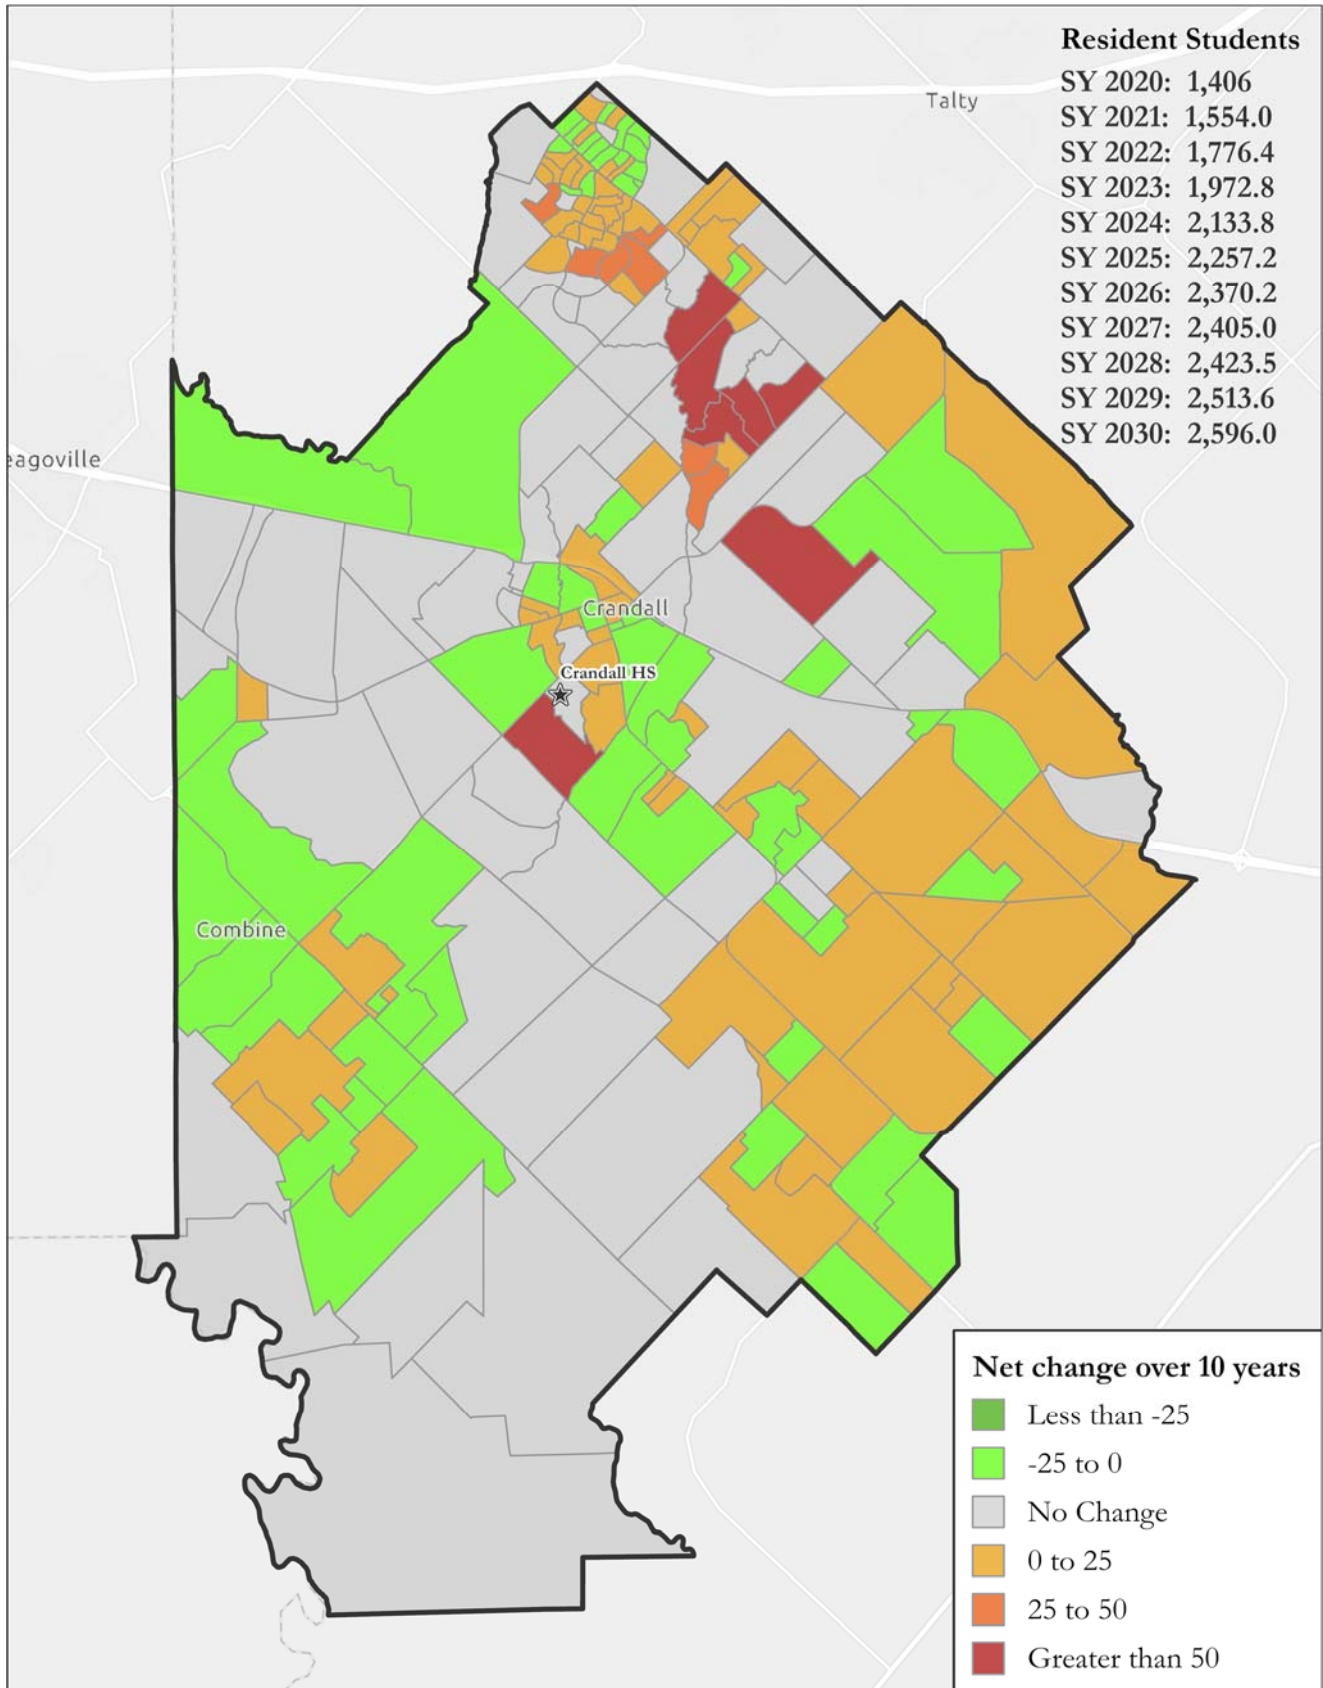 Resident Students
SY 2020: 1,406
SY 2021: 1,554.0
SY 2022: 1,776.4
SY 2023: 1,972.8
SY 2024: 2,133.8
SY 2025: 2,257.2
SY 2026: 2,370.2
SY 2027: 2,405.0
SY 2028: 2,423.5
SY 2029: 2,513.6
SY 2030: 2,596.0
Talty
eagoville
Crandall
Crandall HS
Combine
Net change over 10 years
Less than -25
-25 to 0
No Change
0 to 25
25 to 50
Greater than 50